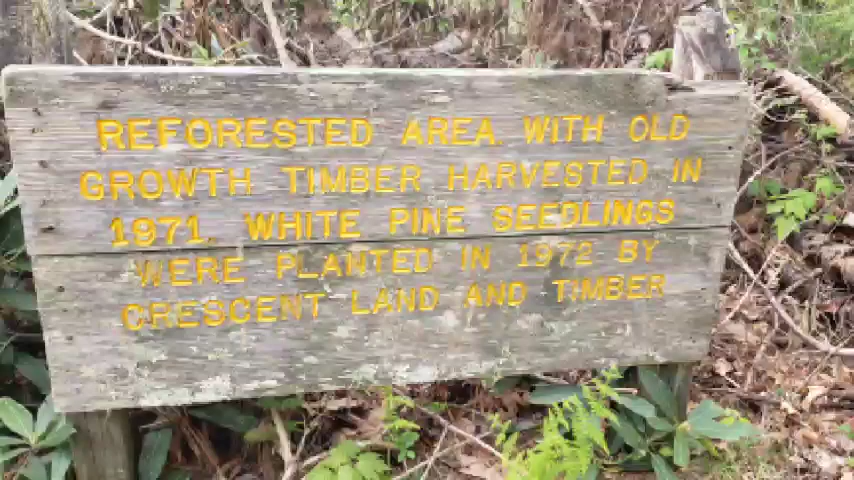 REFORESTED AREA. WITH OLD
GROWTH TIMBER HARVESTED IN
1971. WHITE PINE SEEDLINGS
WERE PLANTED IN 1972 BY
CRESCENT LAND AND TIMBER